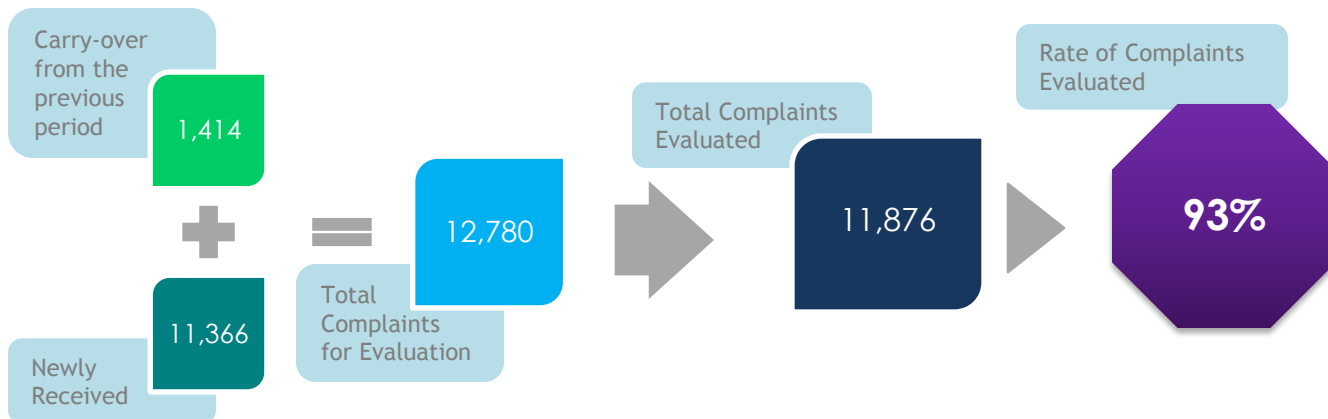 Carry-over
from the
previous
period
1,414
Newly
Received
11,366
12,780
Total
Complaints
for Evaluation
Total Complaints
Evaluated
11,876
Rate of Complaints
Evaluated
93%